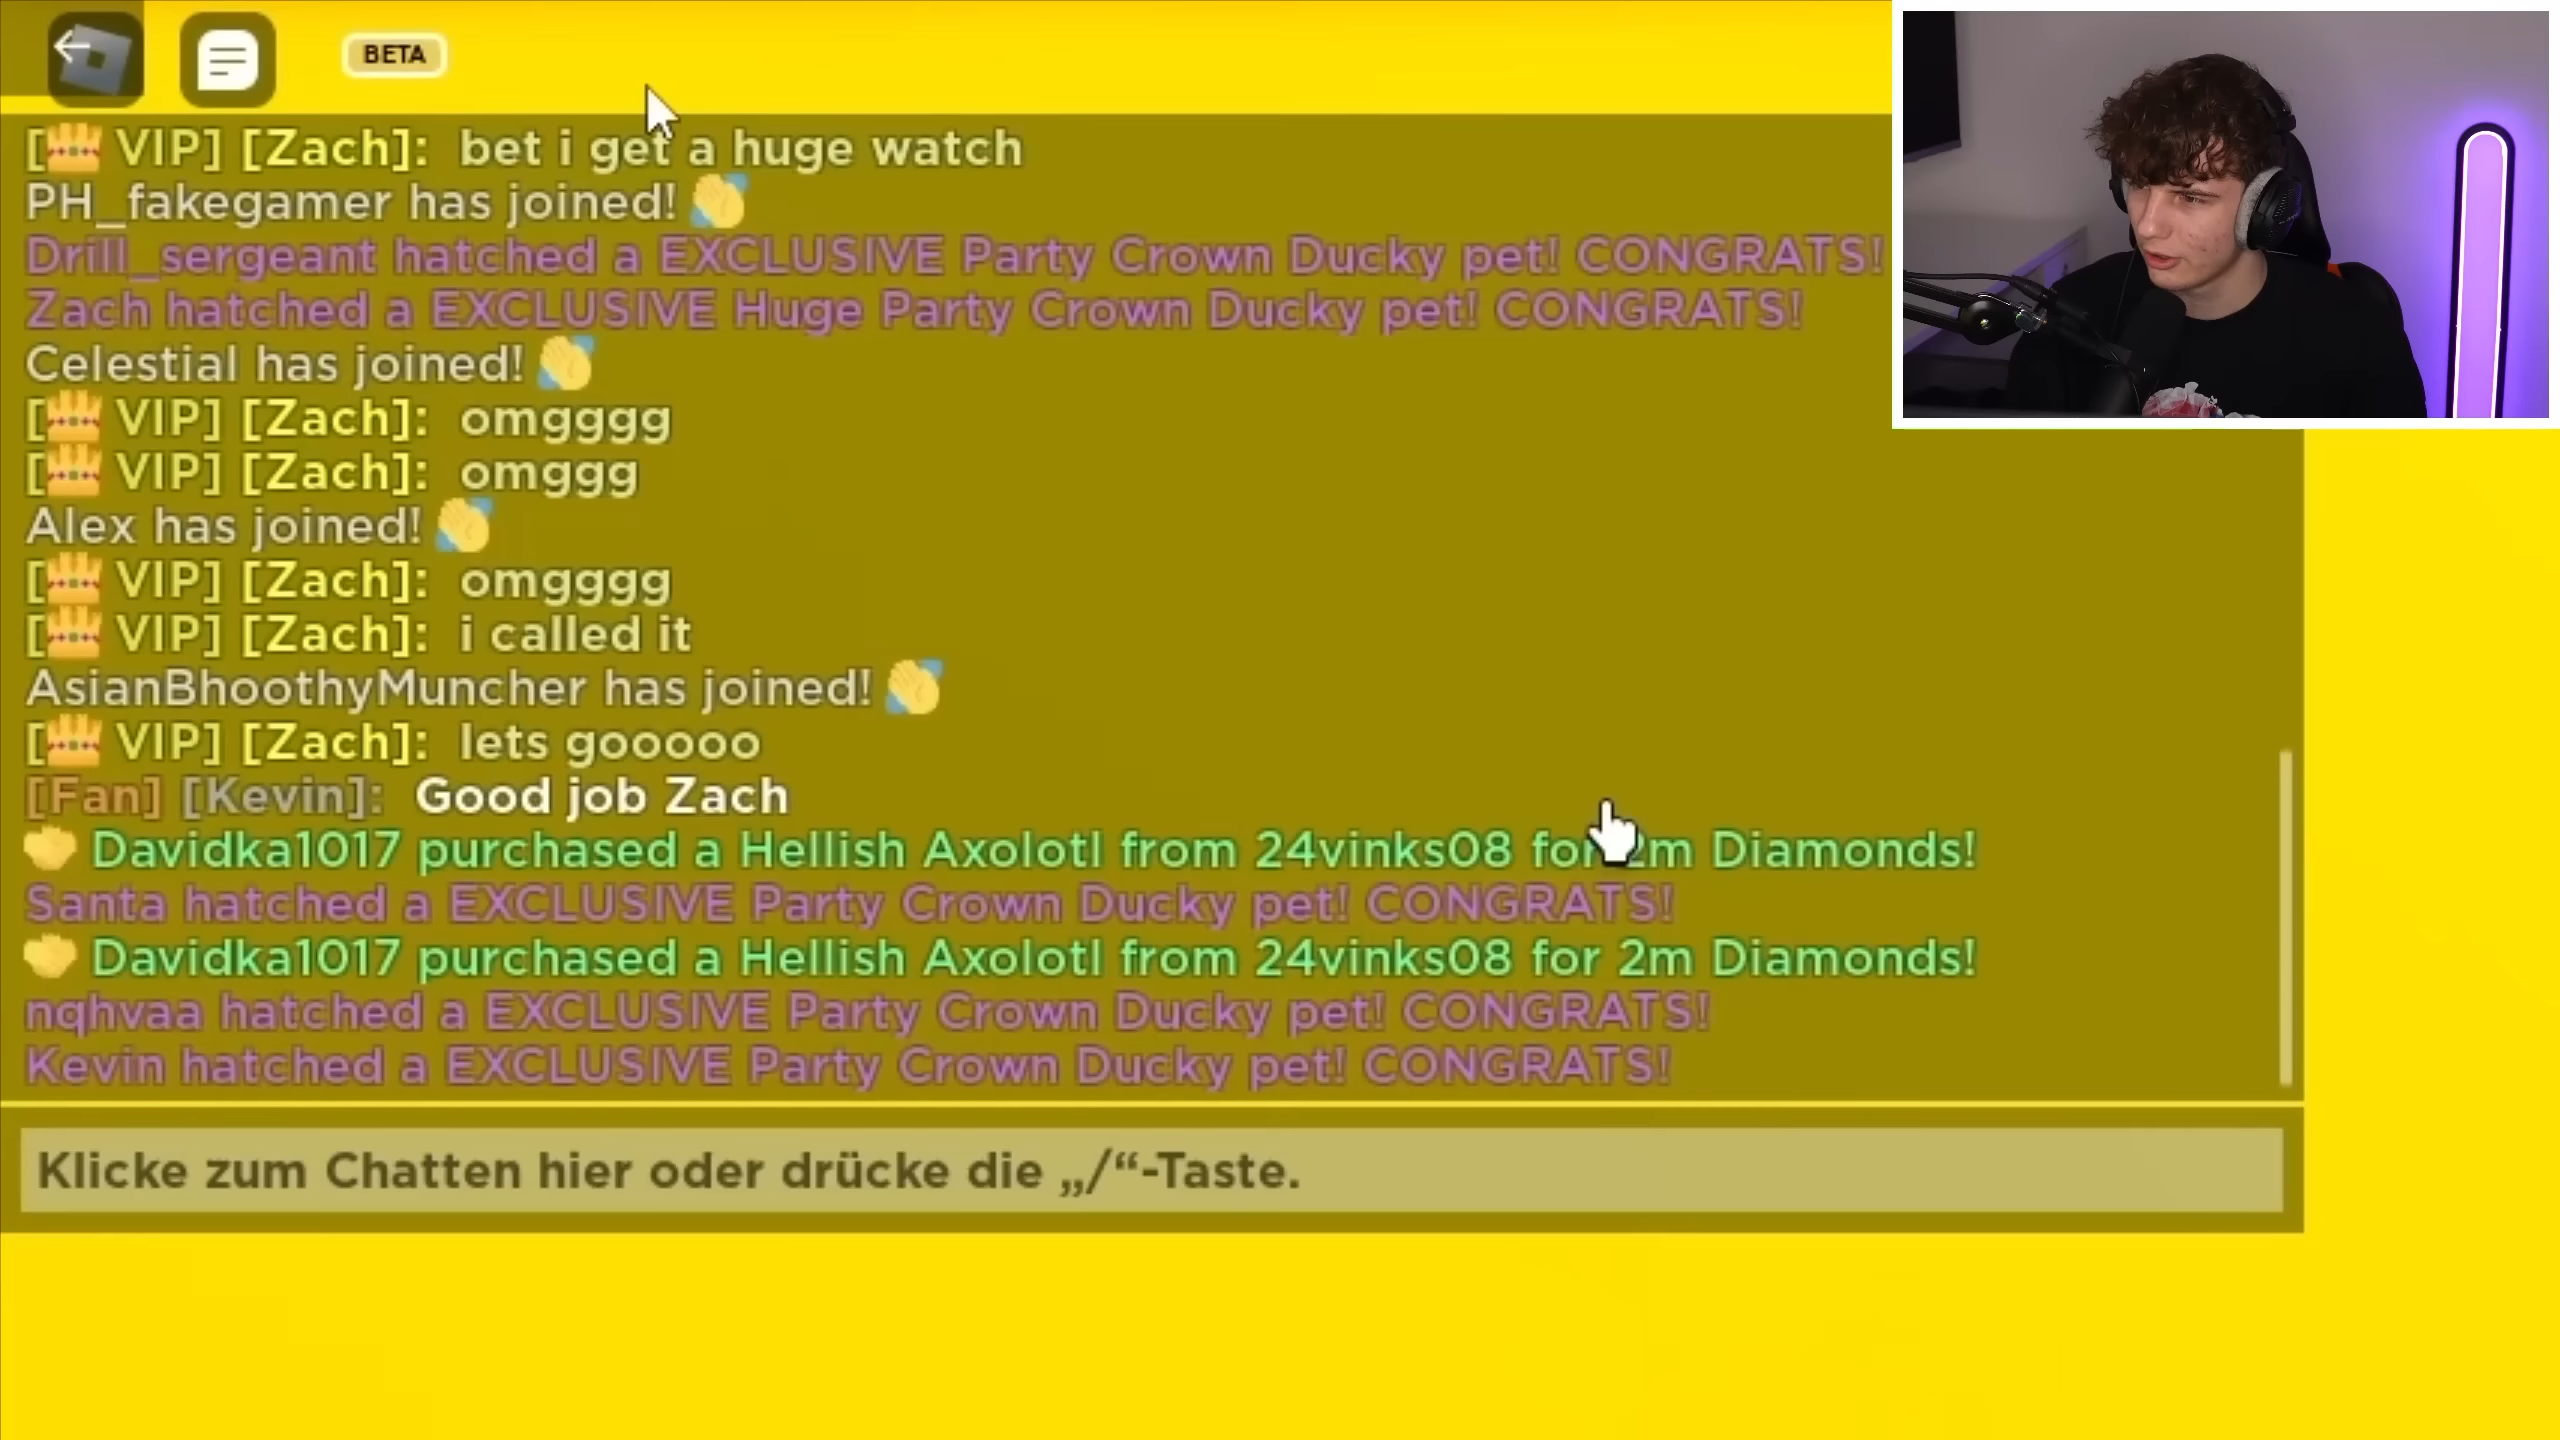 BETA
[👑 VIP] [Zach]: bet i get a huge watch
PH_fakegamer has joined! 👋
Drill_sergeant hatched a EXCLUSIVE Party Crown Ducky pet! CONGRATS!
Zach hatched a EXCLUSIVE Huge Party Crown Ducky pet! CONGRATS!
Celestial has joined! 👋
[👑 VIP] [Zach]: omgggg
[👑 VIP] [Zach]: omggg
Alex has joined! 👋
[👑 VIP] [Zach]: omgggg
[👑 VIP] [Zach]: i called it
AsianBhoothyMuncher has joined! 👋
[👑 VIP] [Zach]: lets gooooo
[Fan] [Kevin]: Good job Zach
Davidka1017 purchased a Hellish Axolotl from 24vinks08 for 2m Diamonds!
Santa hatched a EXCLUSIVE Party Crown Ducky pet! CONGRATS!
Davidka1017 purchased a Hellish Axolotl from 24vinks08 for 2m Diamonds!
nqhvaa hatched a EXCLUSIVE Party Crown Ducky pet! CONGRATS!
Kevin hatched a EXCLUSIVE Party Crown Ducky pet! CONGRATS!
Klicke zum Chatten hier oder drücke die „/“-Taste.